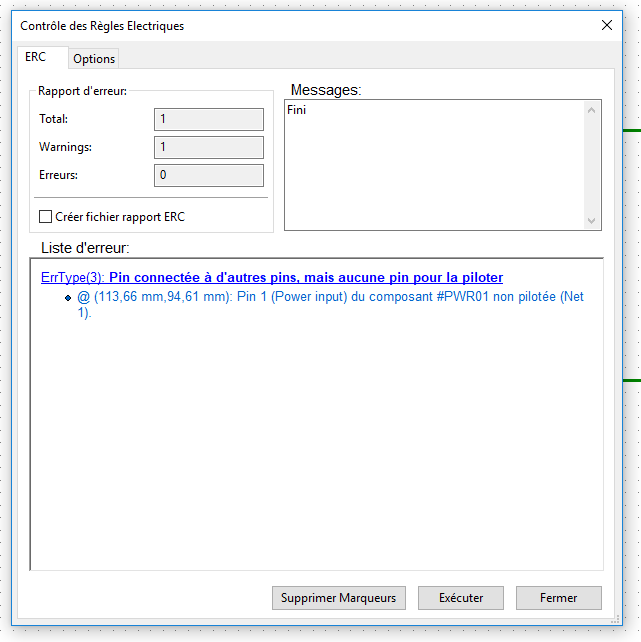 Contrôle des Règles Electriques
ERC
Options
Rapport d'erreur:
Total:
1
Warnings:
1
Erreurs:
0
Créer fichier rapport ERC
Messages:
Fini
Liste d'erreur:
ErrType(3): Pin connectée à d'autres pins, mais aucune pin pour la piloter
@ (113,66 mm,94,61 mm): Pin 1 (Power input) du composant #PWR01 non pilotée (Net
1).
Supprimer Marqueurs
Exécuter
Fermer